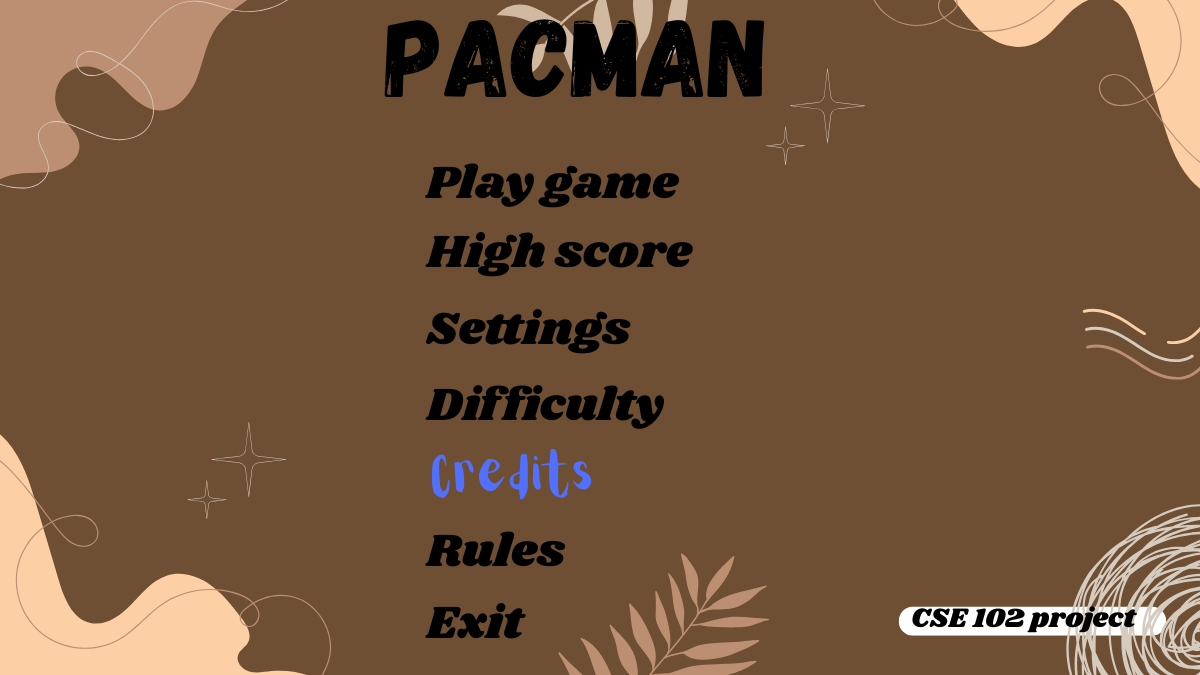 PACMAN
Play game
High score
Settings
Difficulty
Credits
Rules
Exit
CSE 102 project